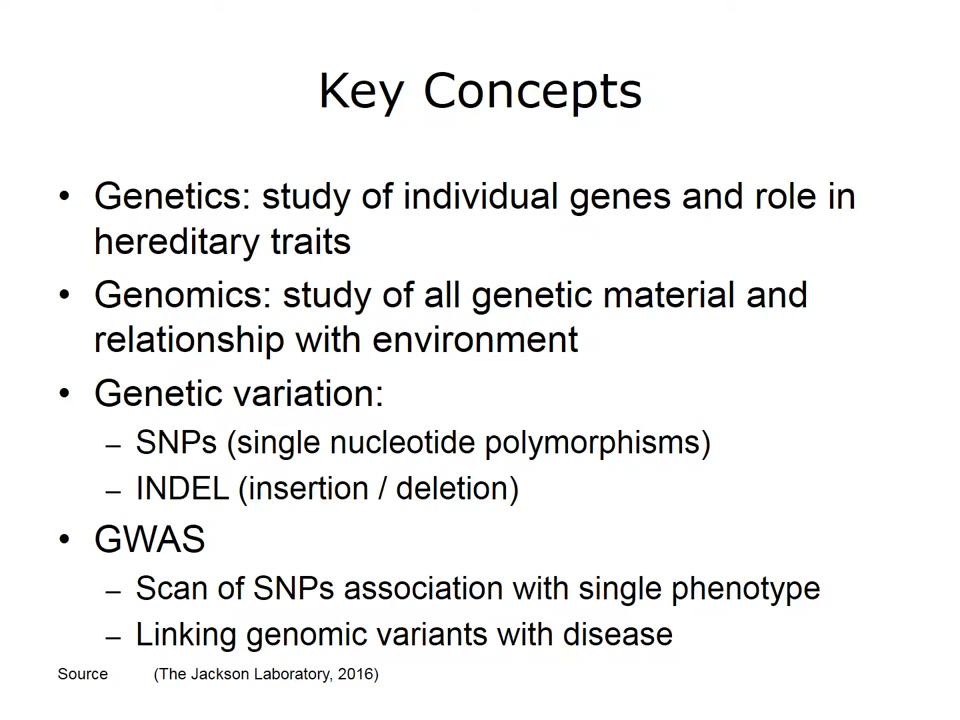 Key Concepts
• Genetics: study of individual genes and role in
hereditary traits
• Genomics: study of all genetic material and
relationship with environment
• Genetic variation:
– SNPs (single nucleotide polymorphisms)
– INDEL (insertion / deletion)
• GWAS
– Scan of SNPs association with single phenotype
– Linking genomic variants with disease
Source (The Jackson Laboratory, 2016)